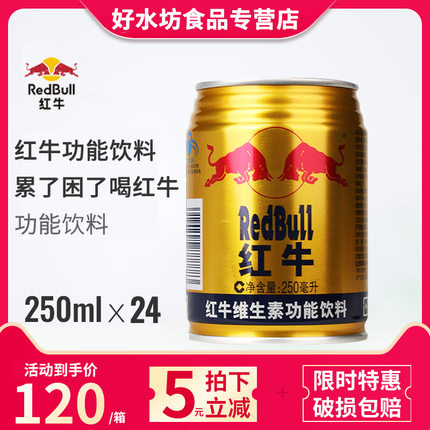 好水坊食品专营店
RedBull
红牛
红牛功能饮料
累了困了喝红牛
功能饮料
250ml×24
RedBull
红牛
净含量:250毫升
红牛维生素功能饮料
活动到手价
120/箱
5元 拍下立减
+
限时特惠
破损包赔